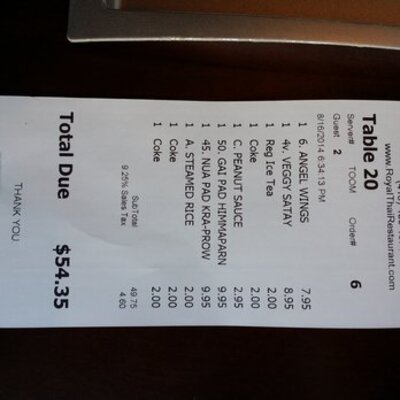 www.RoyalThaiRestaurant.com
Table 20
Server# TOOM Order# 6
Guest 2
8/16/2014 6:34:13 PM
1 6. ANGEL WINGS 7.95
1 4v. VEGGY SATAY 8.95
1 Reg Ice Tea 2.00
1 Coke 2.00
1 C. PEANUT SAUCE 2.95
1 50. GAI PAD HIMMAPARN 9.95
1 45. NUA PAD KRA-PROW 9.95
1 A. STEAMED RICE 2.00
1 Coke 2.00
1 Coke 2.00
SubTotal 49.75
9.25% Sales Tax 4.60
Total Due $54.35
THANK YOU